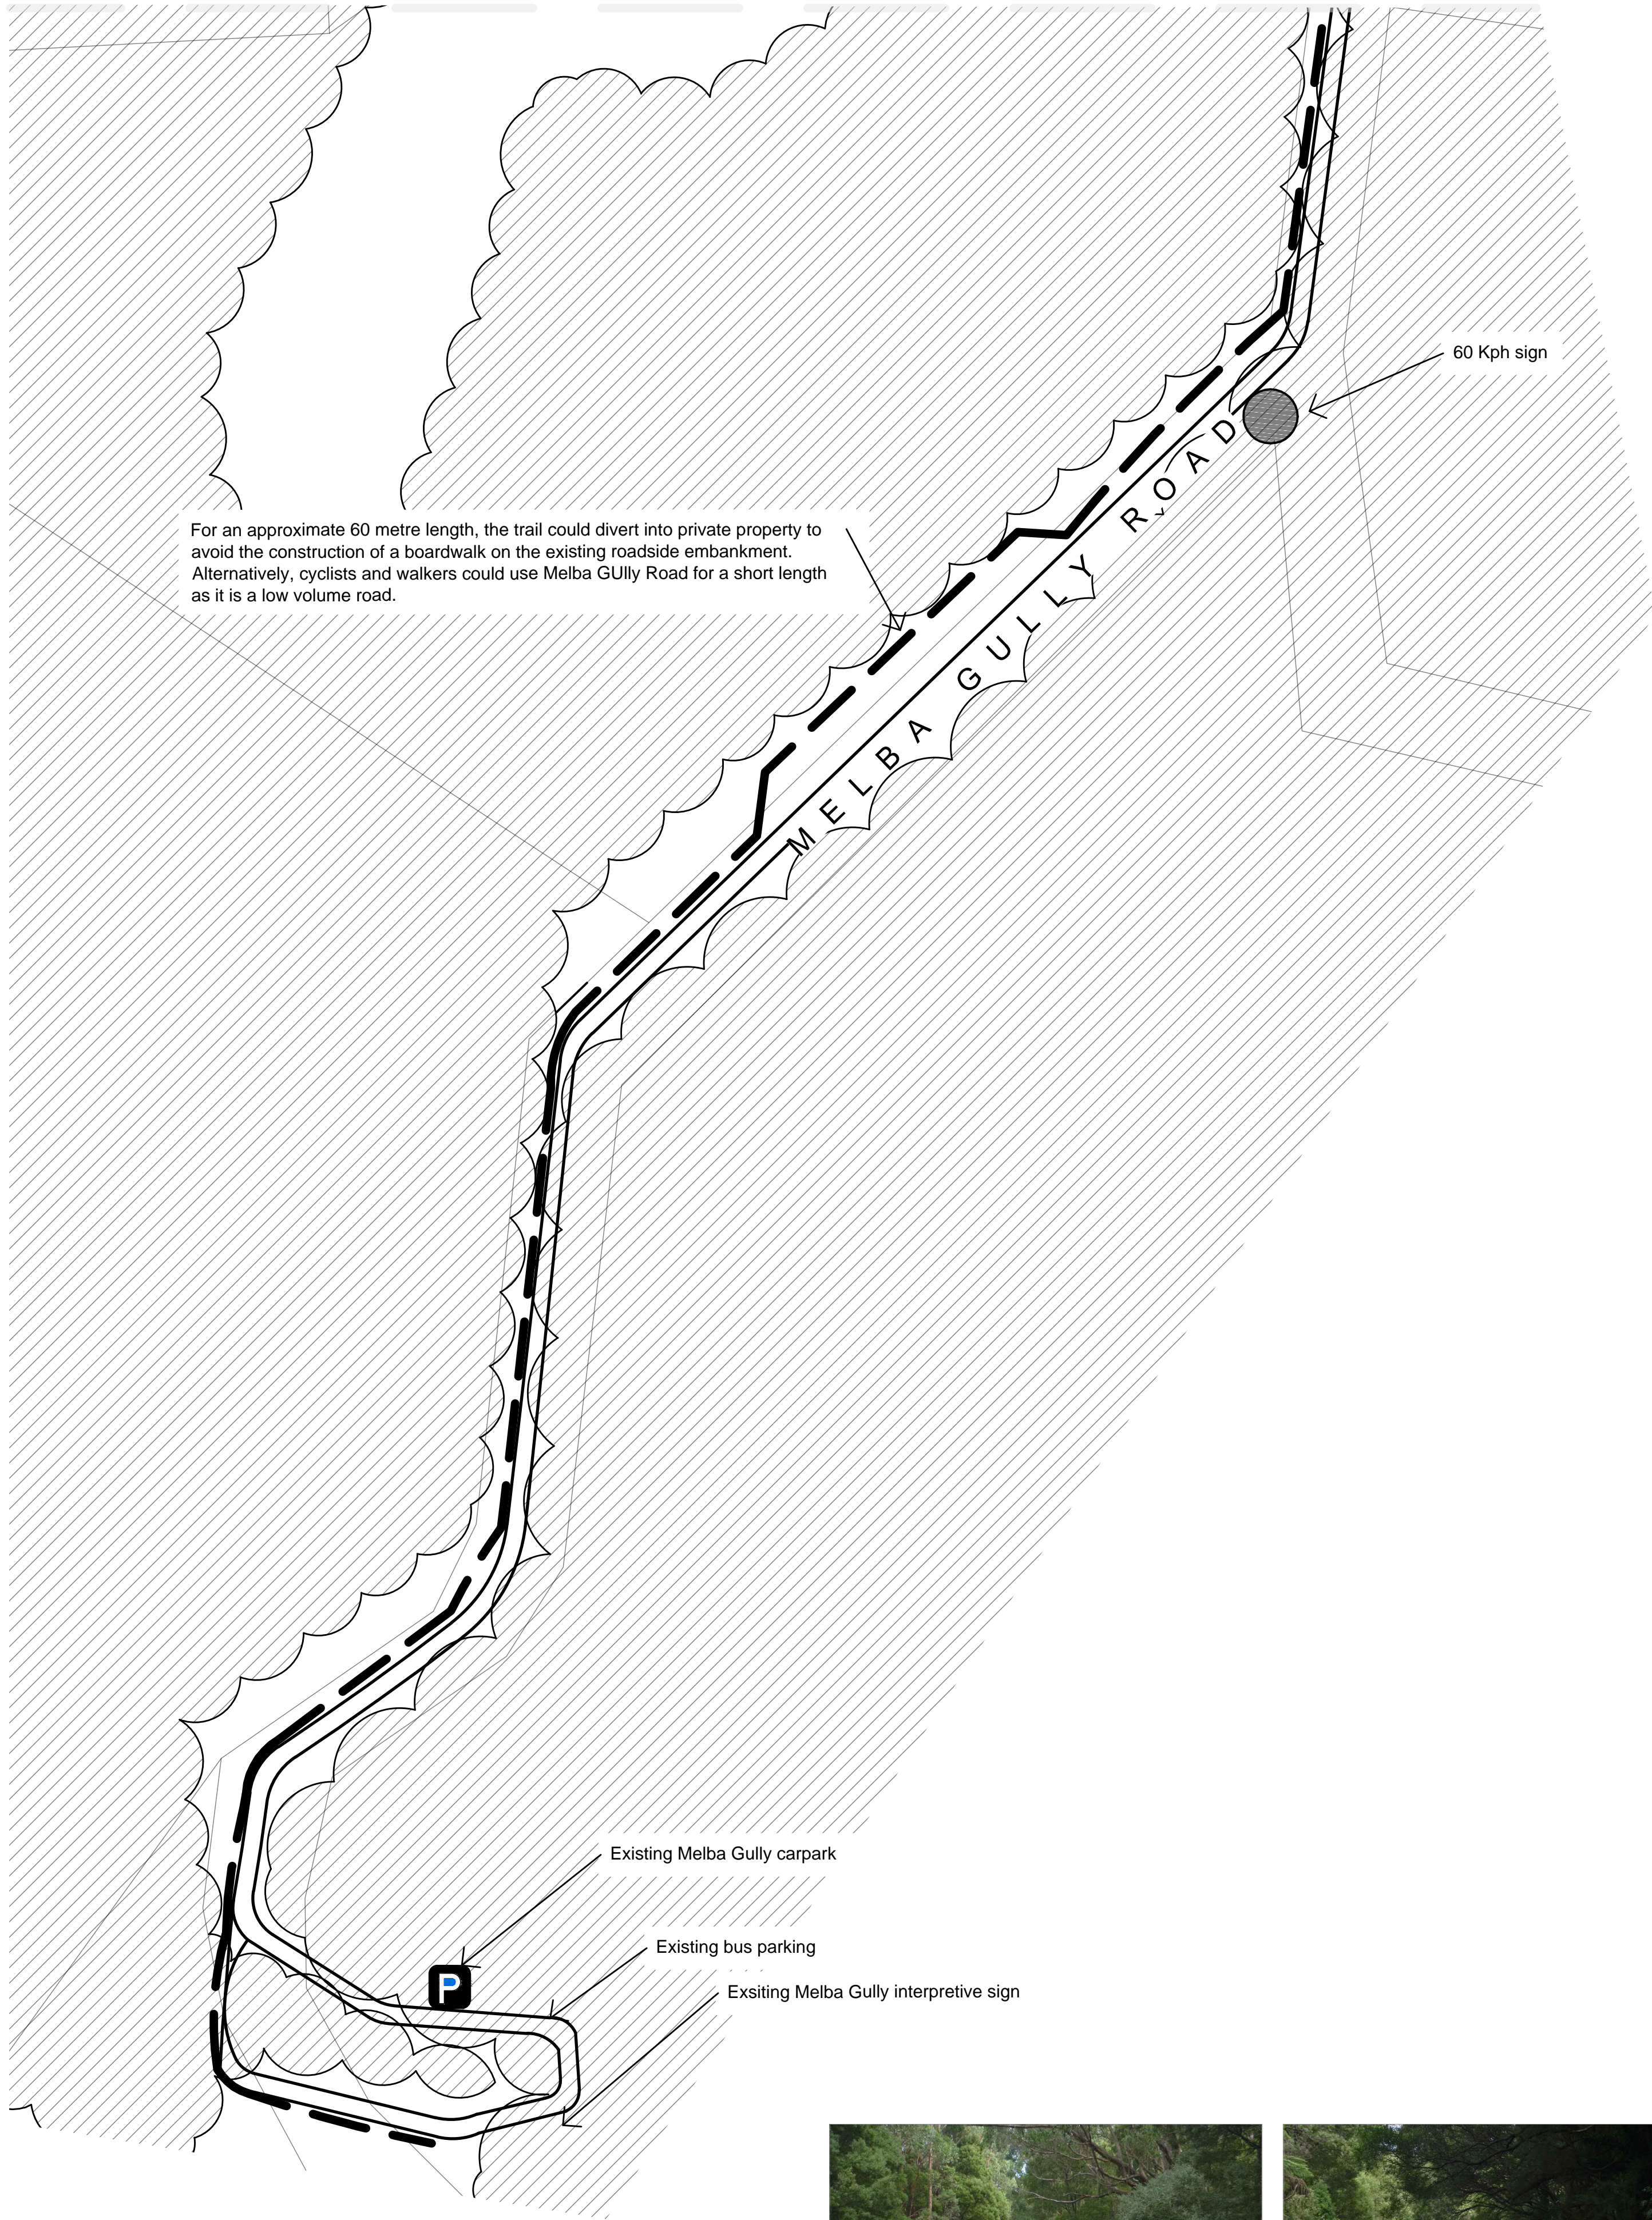 60 Kph sign
For an approximate 60 metre length, the trail could divert into private property to
avoid the construction of a boardwalk on the existing roadside embankment.
Alternatively, cyclists and walkers could use Melba GUlly Road for a short length
as it is a low volume road.
MELBA GULLY ROAD
Existing Melba Gully carpark
Existing bus parking
P
Exsiting Melba Gully interpretive sign